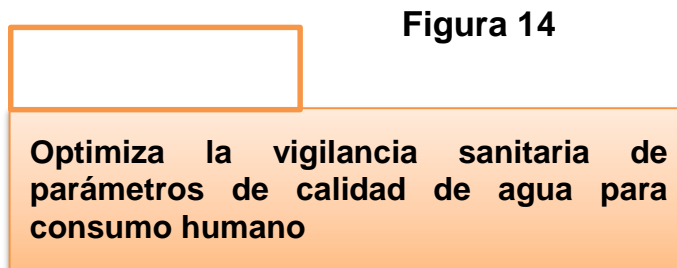 Figura 14
Optimiza la vigilancia sanitaria de
parámetros de calidad de agua para
consumo humano